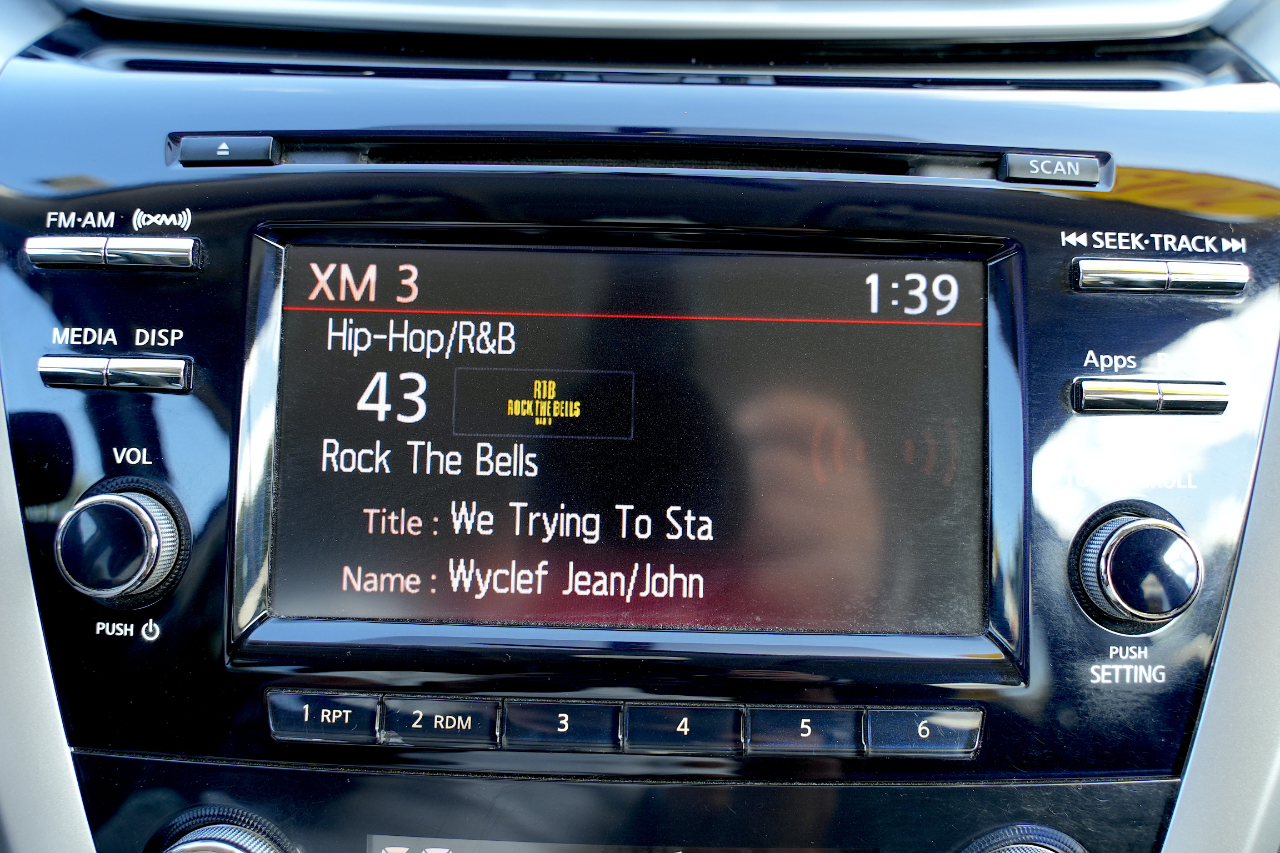 SCAN
FM·AM ((XM))
SEEK·TRACK
XM 3 1:39
Hip-Hop/R&B
MEDIA DISP
43
RTB
ROCK THE BELLS
RADIO
Apps
Rock The Bells
VOL
Title : We Trying To Sta
Name : Wyclef Jean/John
PUSH
PUSH
SETTING
1 RPT
2 RDM
3
4
5
6